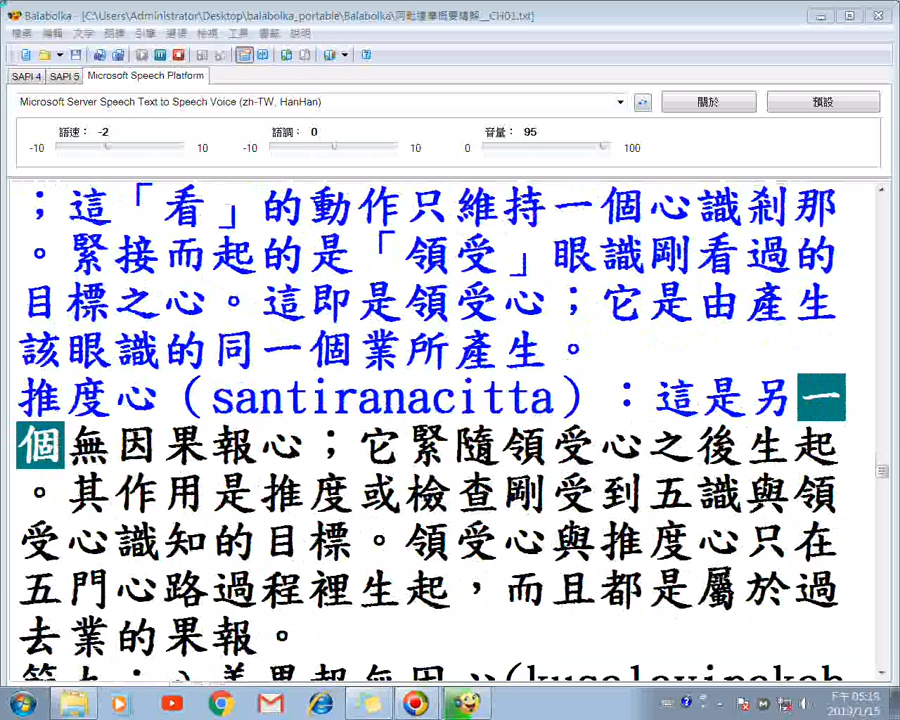 Balabolka - [C:\Users\Administrator\Desktop\balabolka_portable\Balabolka\阿毗達摩概要精解__CH01.txt]
檔案 編輯 文字 朗讀 引擎 選項 檢視 工具 書籤 說明
SAPI 4 SAPI 5 Microsoft Speech Platform
Microsoft Server Speech Text to Speech Voice (zh-TW, HanHan) 關於 預設
語速： -2 語調： 0 音量： 95
-10 10 -10 10 0 100
；這「看」的動作只維持一個心識剎那
。緊接而起的是「領受」眼識剛看過的
目標之心。這即是領受心；它是由產生
該眼識的同一個業所產生。
推度心（santiranacitta）：這是另一
個無因果報心；它緊隨領受心之後生起
。其作用是推度或檢查剛受到五識與領
受心識知的目標。領受心與推度心只在
五門心路過程裡生起，而且都是屬於過
去業的果報。
下午 05:18
2019/1/15